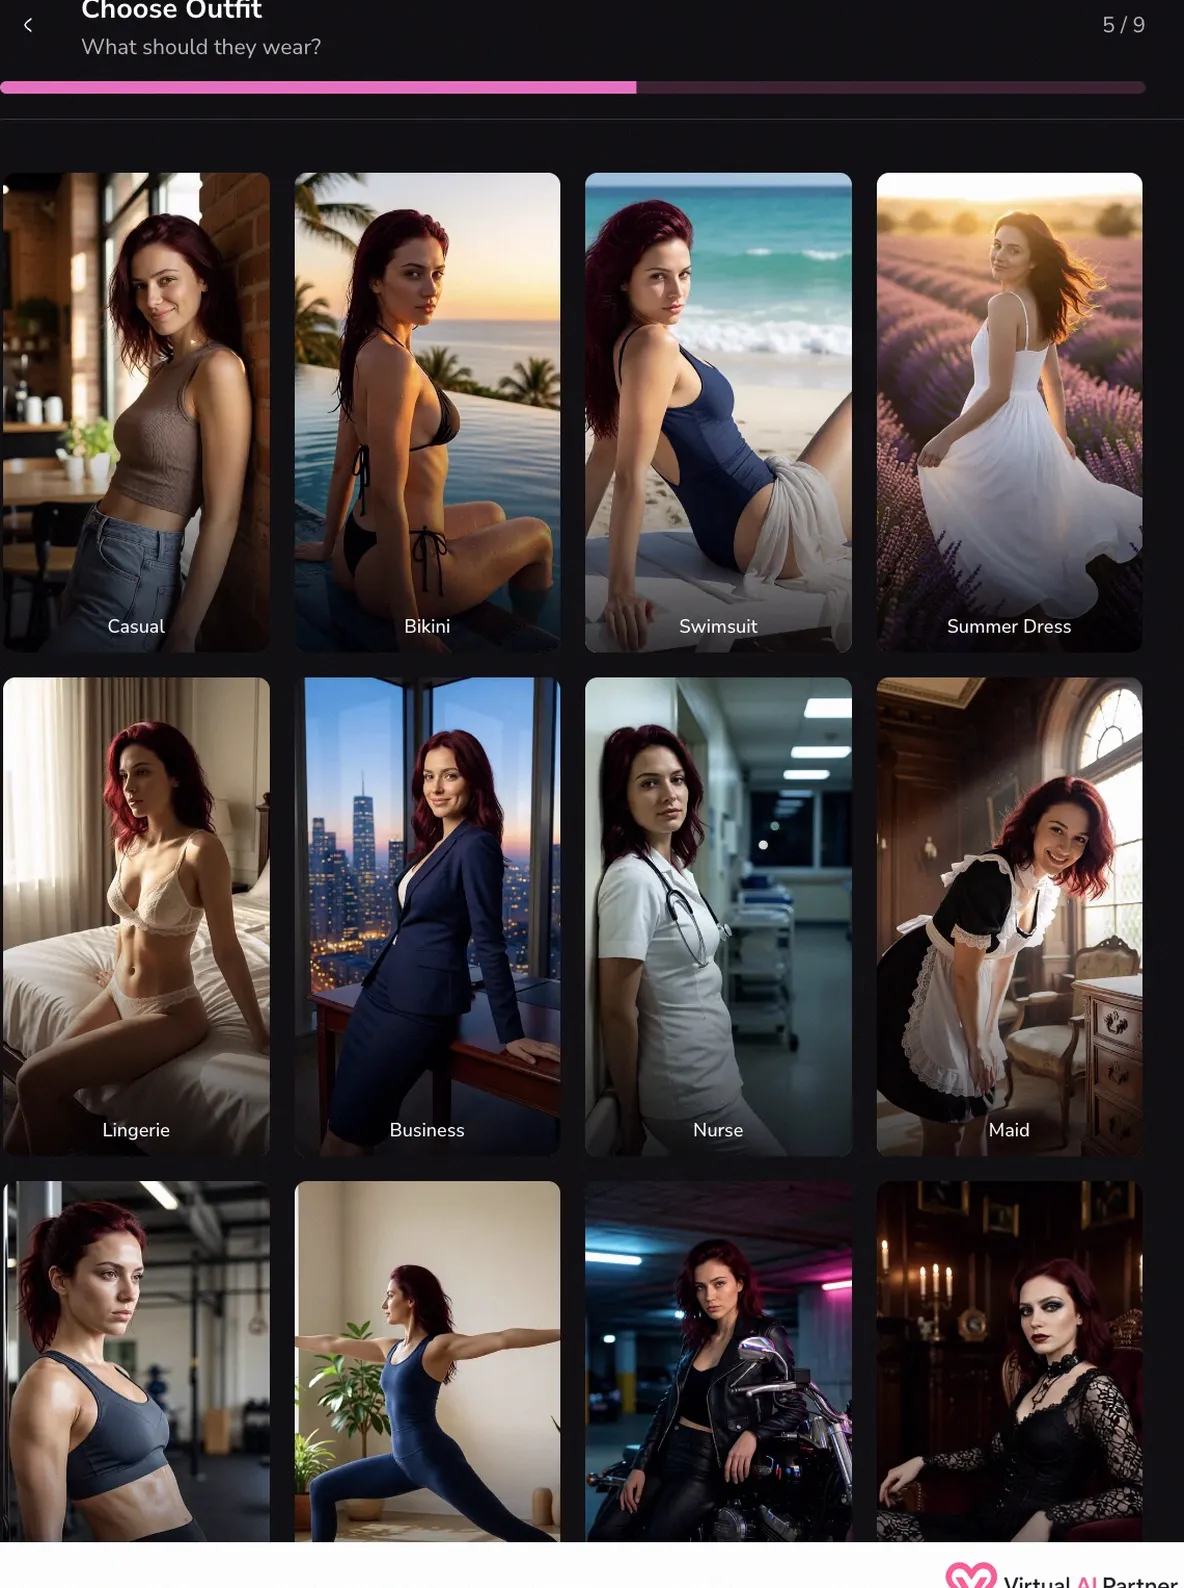 Choose Outfit
5 / 9
What should they wear?
Casual
Bikini
Swimsuit
Summer Dress
Lingerie
Business
Nurse
Maid
Virtual AI Partner